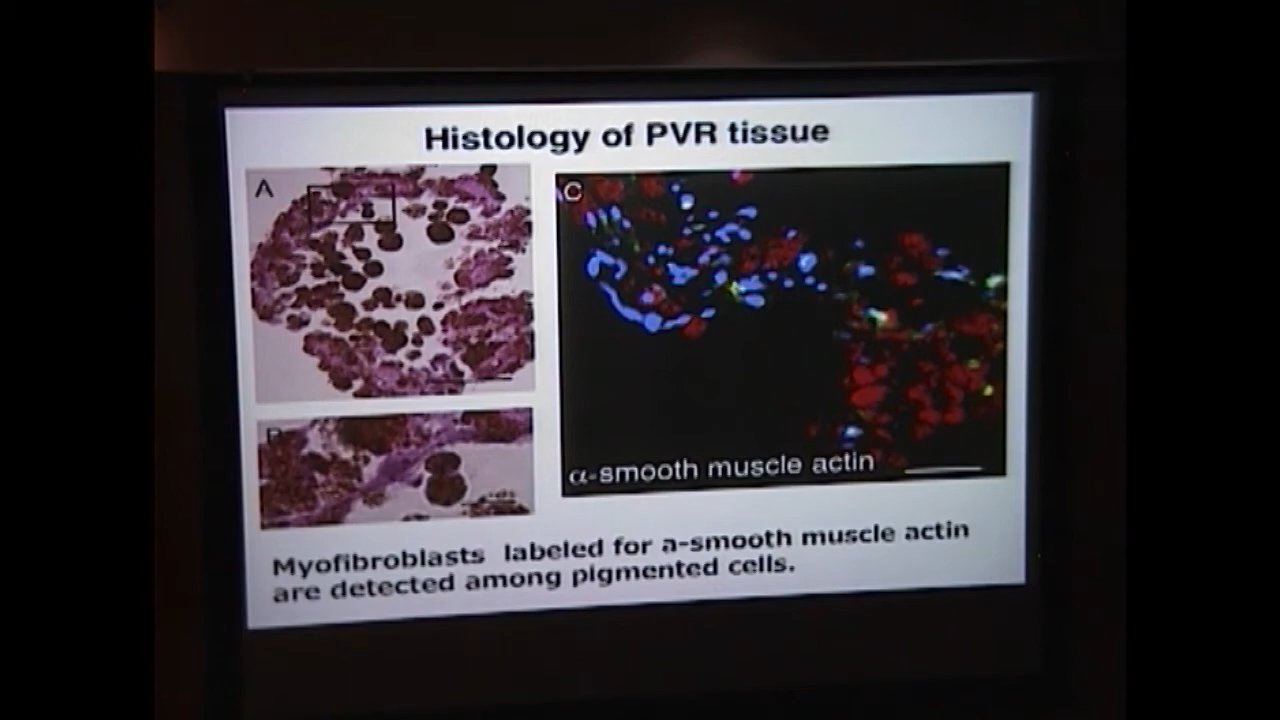 Histology of PVR tissue
A
C
B
α-smooth muscle actin
Myofibroblasts labeled for a-smooth muscle actin
are detected among pigmented cells.